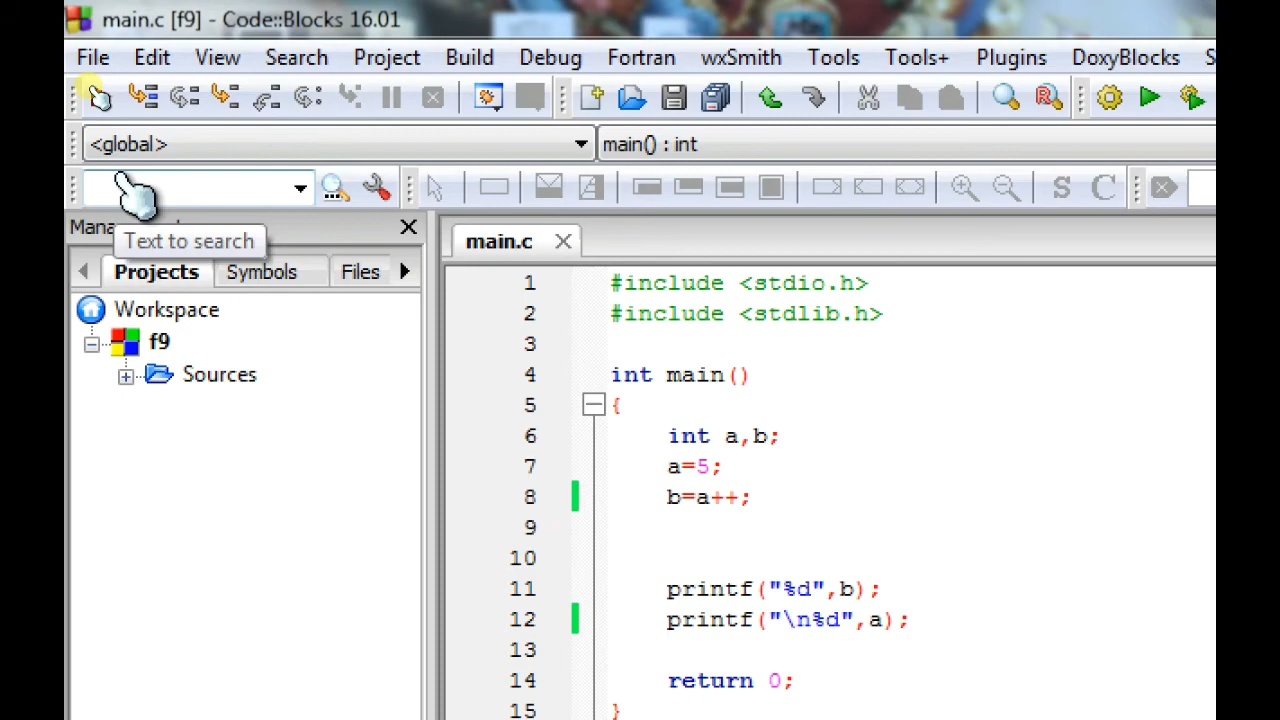 main.c [f9] - Code::Blocks 16.01
File Edit View Search Project Build Debug Fortran wxSmith Tools Tools+ Plugins DoxyBlocks S
<global> main() : int
Mana
Text to search
Projects Symbols Files
Workspace
f9
Sources
main.c
1 #include <stdio.h>
2 #include <stdlib.h>
3
4 int main()
5 {
6 int a,b;
7 a=5;
8 b=a++;
9
10
11 printf("%d",b);
12 printf("\n%d",a);
13
14 return 0;
15 }